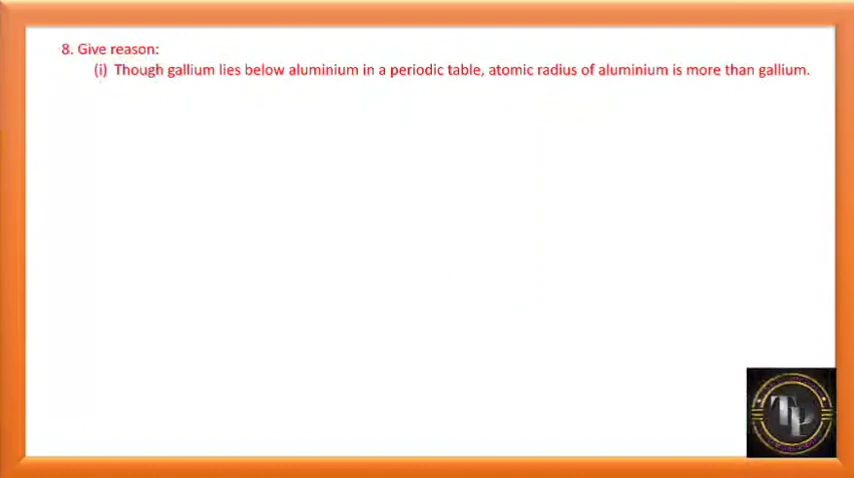 8. Give reason:
(i) Though gallium lies below aluminium in a periodic table, atomic radius of aluminium is more than gallium.
TP